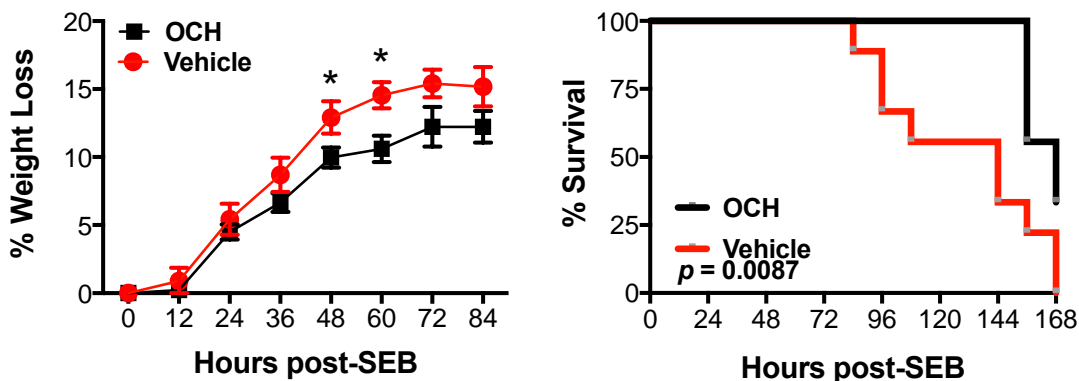 % Weight Loss
20
15
10
5
0
OCH
Vehicle
*
*
0 12 24 36 48 60 72 84
Hours post-SEB
% Survival
100
75
50
25
0
OCH
Vehicle
p = 0.0087
0 24 48 72 96 120 144 168
Hours post-SEB